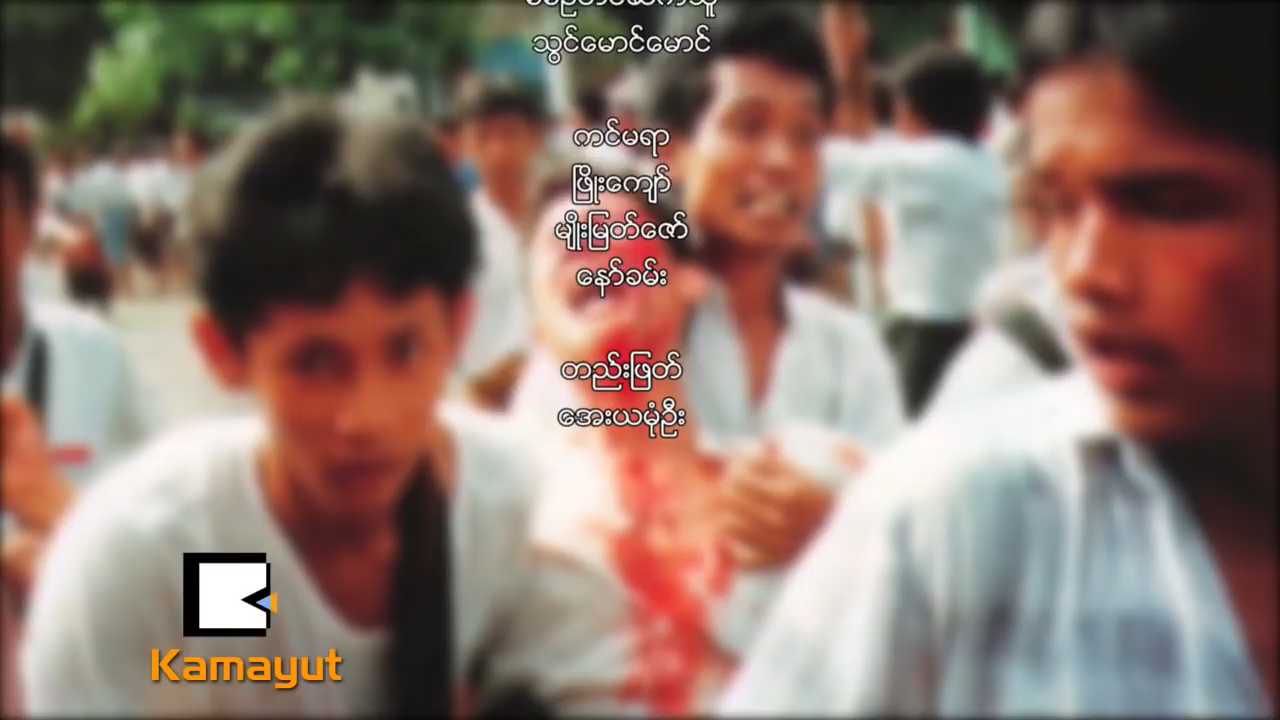 သွင်မောင်မောင်
ကင်မရာ
ဖြိုးကျော်
မျိုးမြတ်ဇော်
နော်ခမ်း
တည်းဖြတ်
အေးယမုံဦး
Kamayut